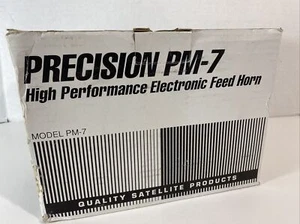 PRECISION PM-7
High Performance Electronic Feed Horn
MODEL PM-7
QUALITY SATELLITE PRODUCTS